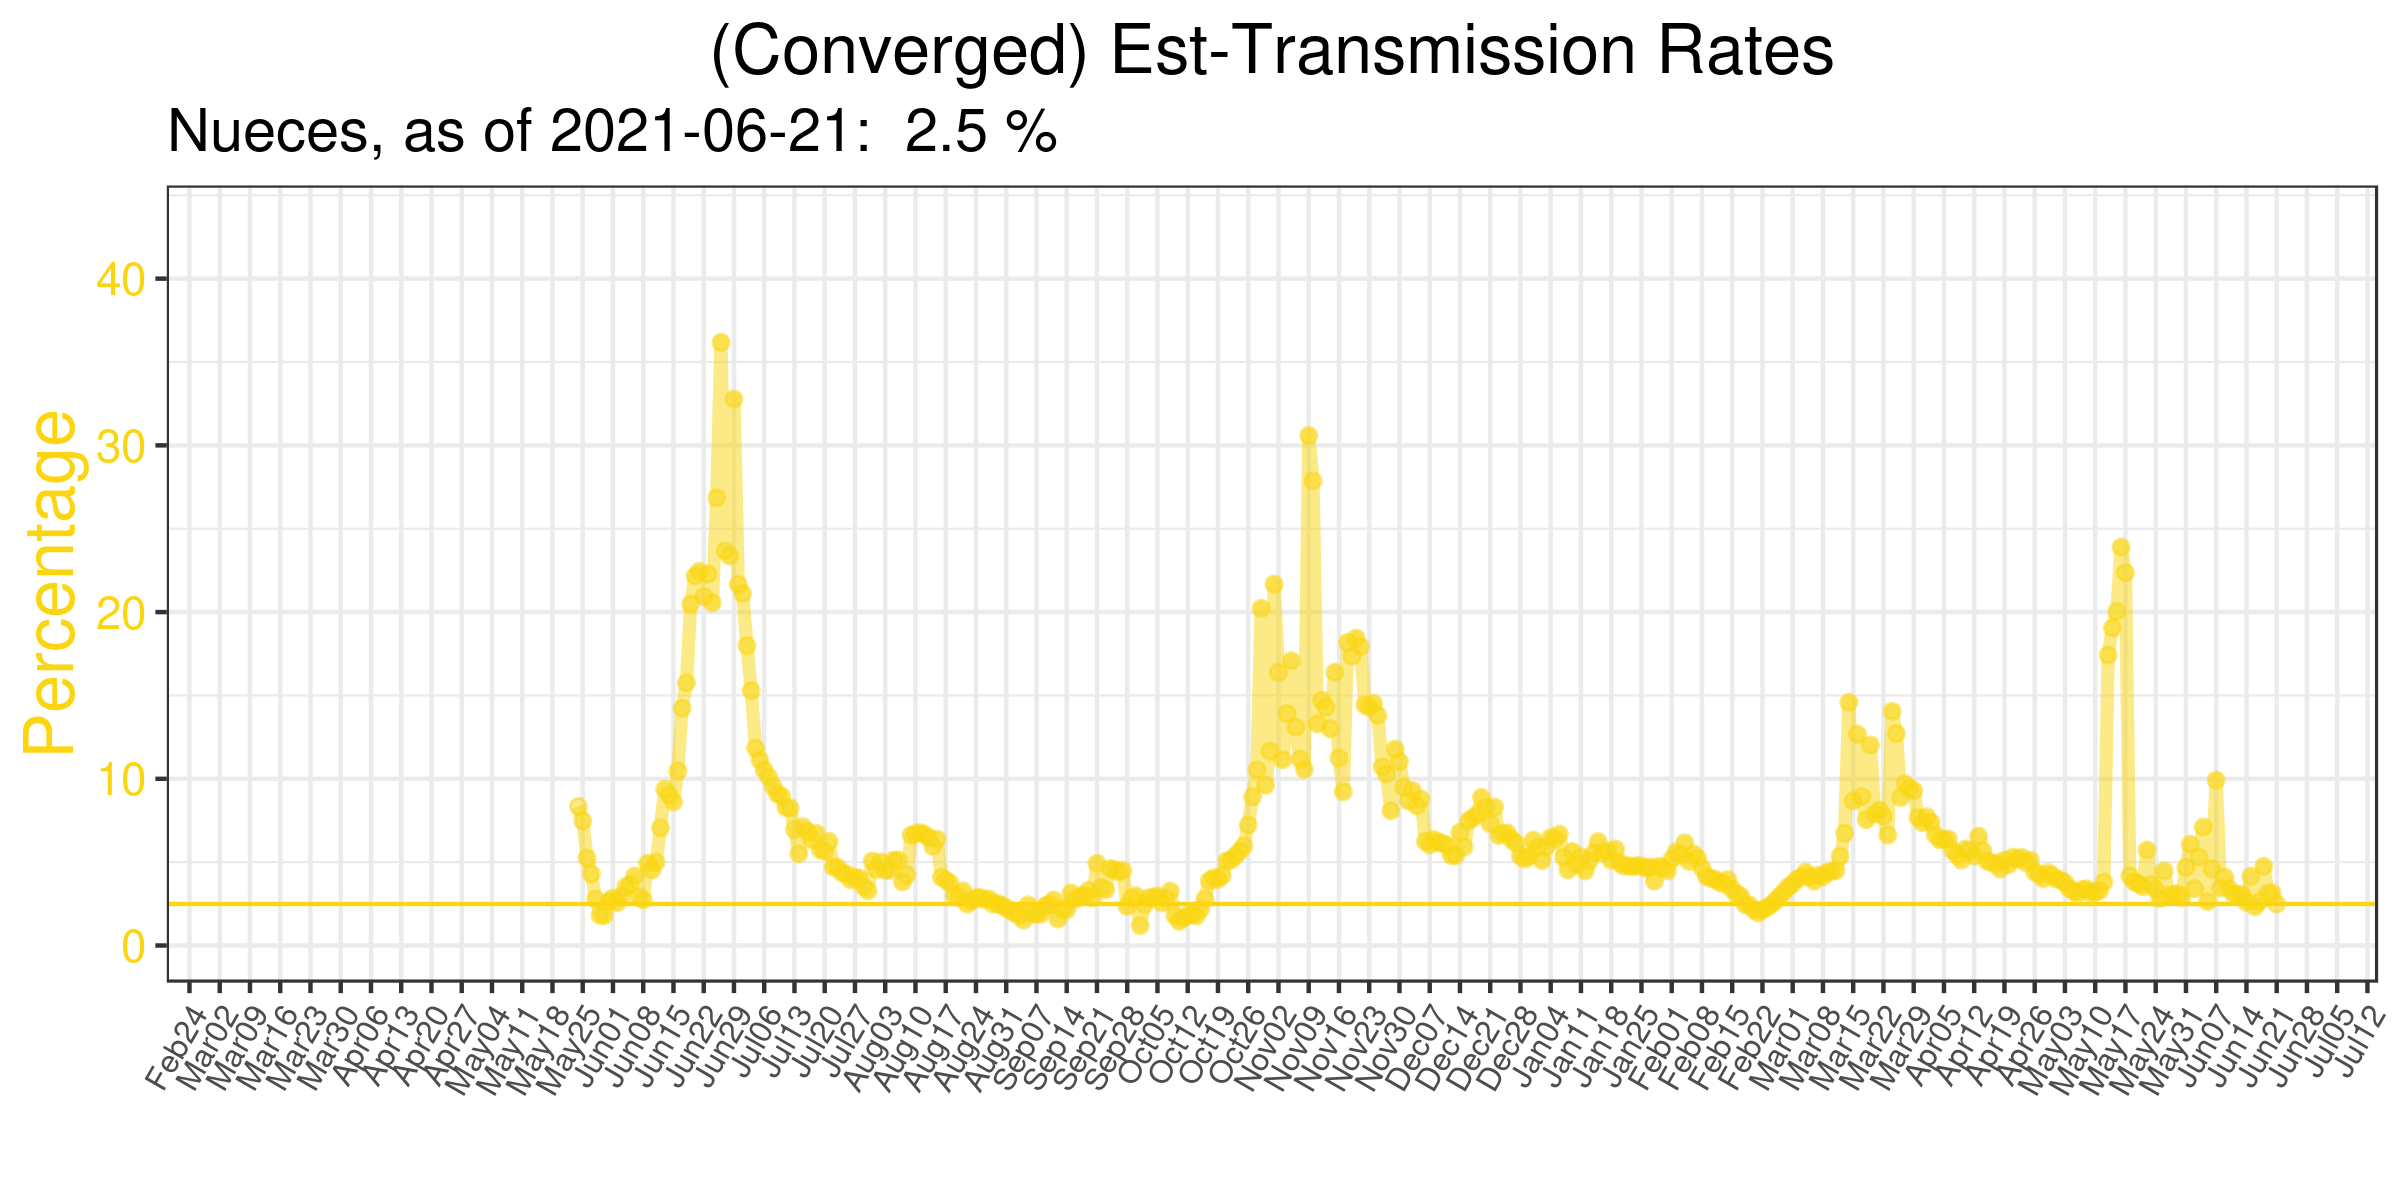 (Converged) Est-Transmission Rates
Nueces, as of 2021-06-21: 2.5 %
Percentage
40
30
20
10
0
Feb24
Mar02
Mar09
Mar16
Mar23
Mar30
Apr06
Apr13
Apr20
Apr27
May04
May11
May18
May25
Jun01
Jun08
Jun15
Jun22
Jun29
Jul06
Jul13
Jul20
Jul27
Aug03
Aug10
Aug17
Aug24
Aug31
Sep07
Sep14
Sep21
Sep28
Oct05
Oct12
Oct19
Oct26
Nov02
Nov09
Nov16
Nov23
Nov30
Dec07
Dec14
Dec21
Dec28
Jan04
Jan11
Jan18
Jan25
Feb01
Feb08
Feb15
Feb22
Mar01
Mar08
Mar15
Mar22
Mar29
Apr05
Apr12
Apr19
Apr26
May03
May10
May17
May24
May31
Jun07
Jun14
Jun21
Jun28
Jul05
Jul12